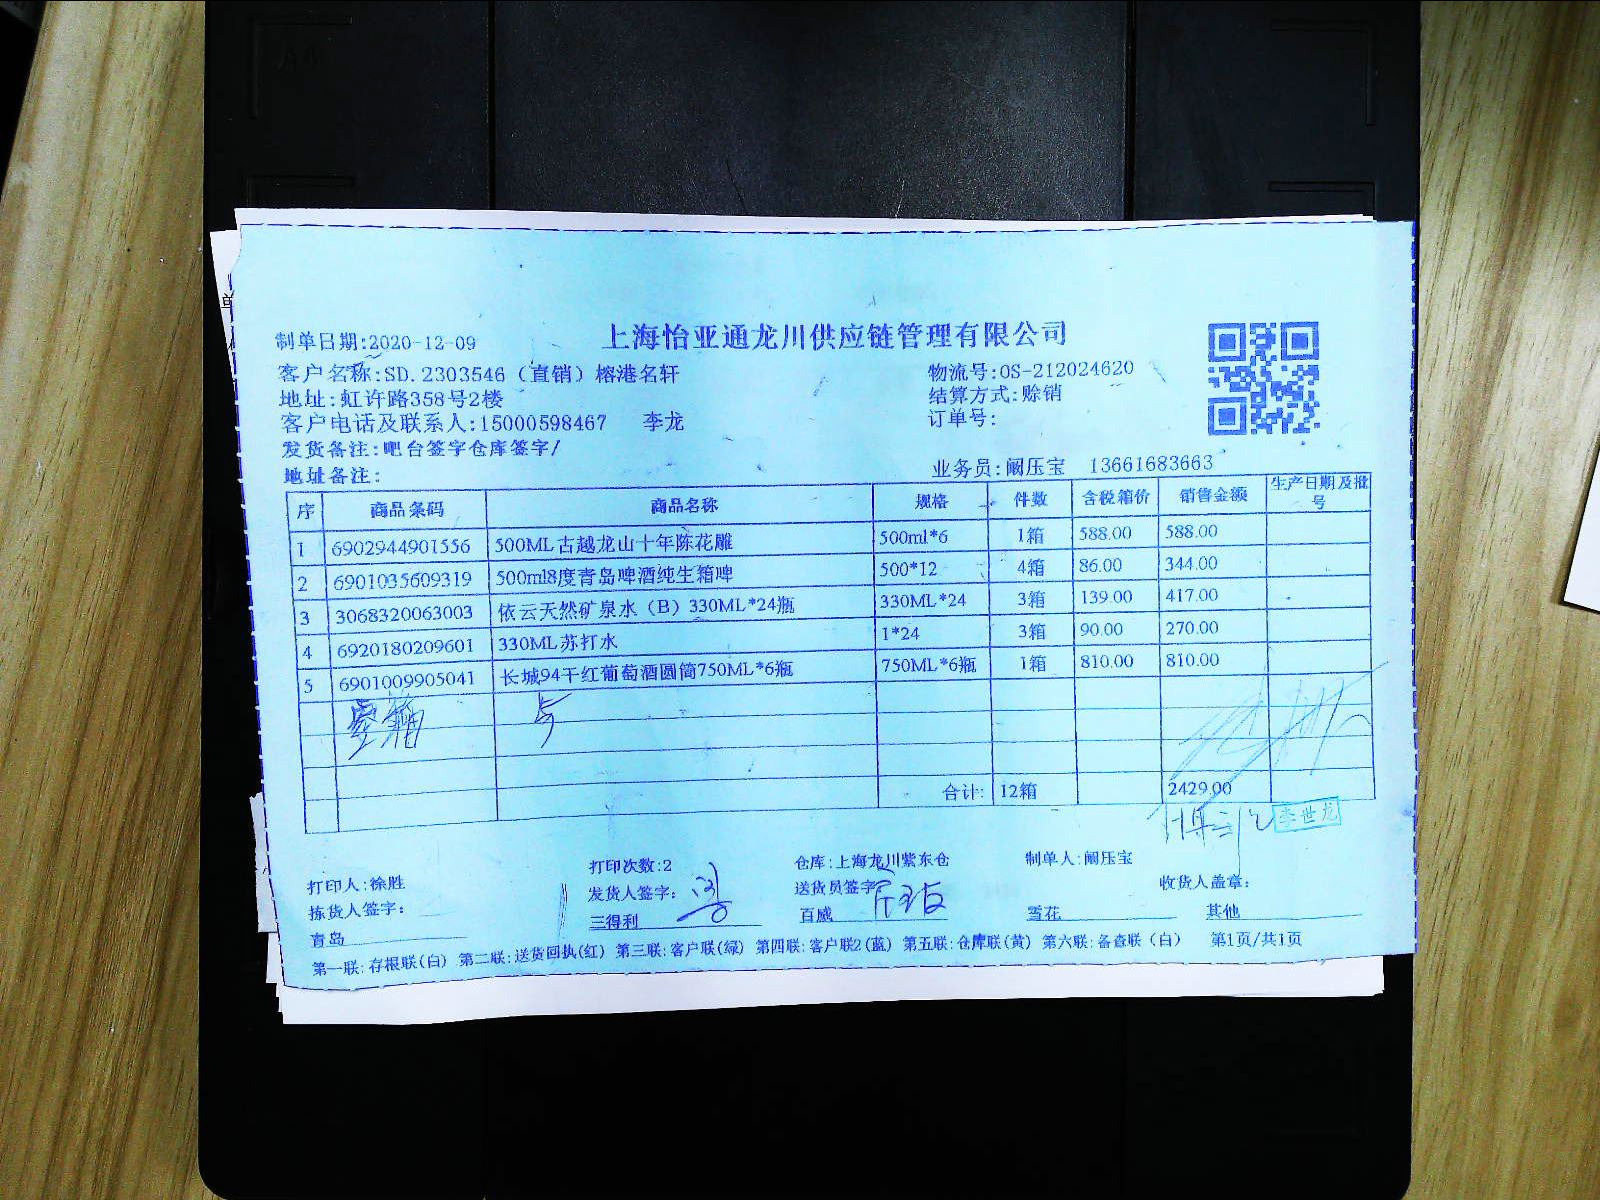 上海怡亚通龙川供应链管理有限公司
制单日期:2020-12-09
客户名称:SD.2303546（直销）榕港名轩 物流号:OS-212024620
地址:虹许路358号2楼 结算方式:赊销
客户电话及联系人:15000598467 李龙 订单号:
发货备注:吧台签字仓库签字/
地址备注: 业务员:阚压宝 13661683663
序 商品条码 商品名称 规格 件数 含税箱价 销售金额 生产日期及批号
1 6902944901556 500ML古越龙山十年陈花雕 500ml*6 1箱 588.00 588.00
2 6901035609319 500ml8度青岛啤酒纯生箱啤 500*12 4箱 86.00 344.00
3 3068320063003 依云天然矿泉水（B）330ML*24瓶 330ML*24 3箱 139.00 417.00
4 6920180209601 330ML苏打水 1*24 3箱 90.00 270.00
5 6901009905041 长城94干红葡萄酒圆筒750ML*6瓶 750ML*6瓶 1箱 810.00 810.00
合计: 12箱 2429.00
李世龙
打印人:徐胜 打印次数:2 仓库:上海龙川紫东仓 制单人:阚压宝
拣货人签字: 发货人签字: 送货员签字 收货人盖章:
青岛 三得利 百威 雪花 其他
第一联:存根联(白) 第二联:送货回执(红) 第三联:客户联(绿) 第四联:客户联2(蓝) 第五联:仓库联(黄) 第六联:备查联（白） 第1页/共1页